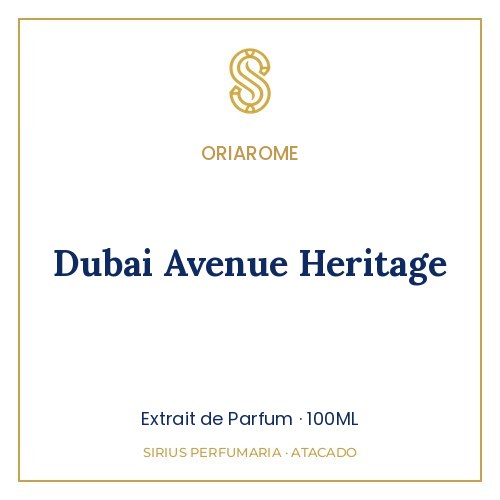 ORIAROME
Dubai Avenue Heritage
Extrait de Parfum · 100ML
SIRIUS PERFUMARIA · ATACADO